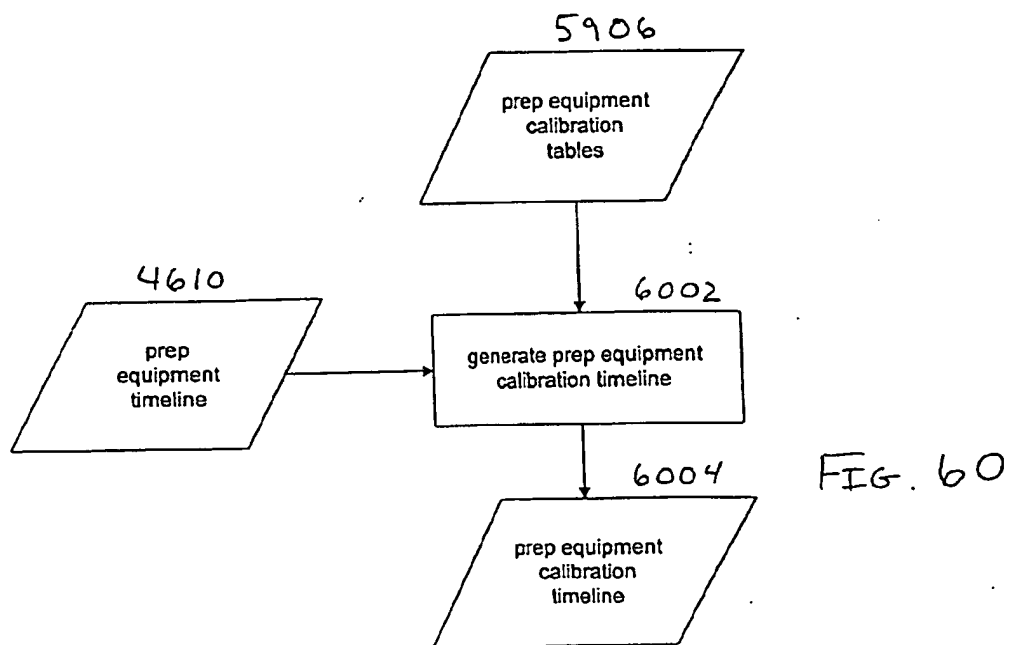 5906
prep equipment
calibration
tables
4610
prep
equipment
timeline
6002
generate prep equipment
calibration timeline
6004
prep equipment
calibration
timeline
FIG. 60